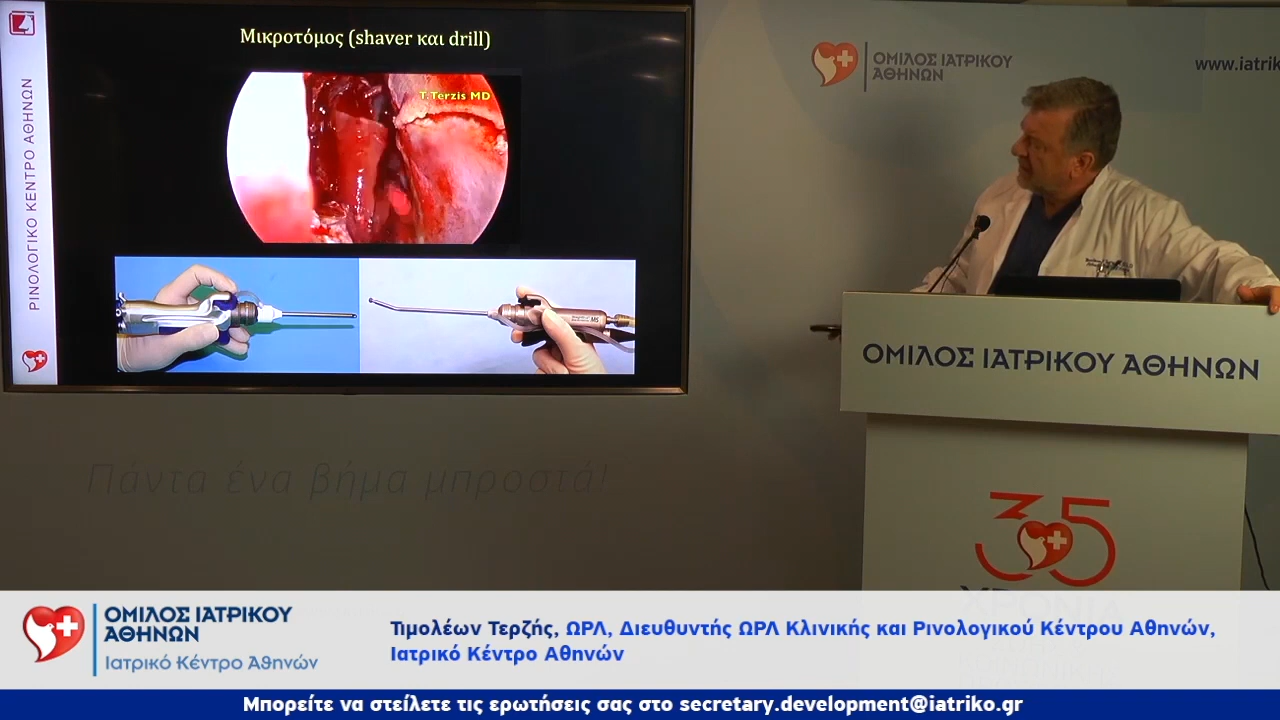 Μικροτόμος (shaver και drill)
T.Terzis MD
ΡΙΝΟΛΟΓΙΚΟ ΚΕΝΤΡΟ ΑΘΗΝΩΝ
ΟΜΙΛΟΣ ΙΑΤΡΙΚΟΥ
ΑΘΗΝΩΝ
www.iatrik
ΟΜΙΛΟΣ ΙΑΤΡΙΚΟΥ ΑΘΗΝΩΝ
Πάντα ένα βήμα μπροστά!
35
ΧΡΟΝΙΑ
ΟΜΙΛΟΣ ΙΑΤΡΙΚΟΥ
ΑΘΗΝΩΝ
Ιατρικό Κέντρο Αθηνών
Τιμολέων Τερζής, ΩΡΛ, Διευθυντής ΩΡΛ Κλινικής και Ρινολογικού Κέντρου Αθηνών,
Ιατρικό Κέντρο Αθηνών
Μπορείτε να στείλετε τις ερωτήσεις σας στο secretary.development@iatriko.gr